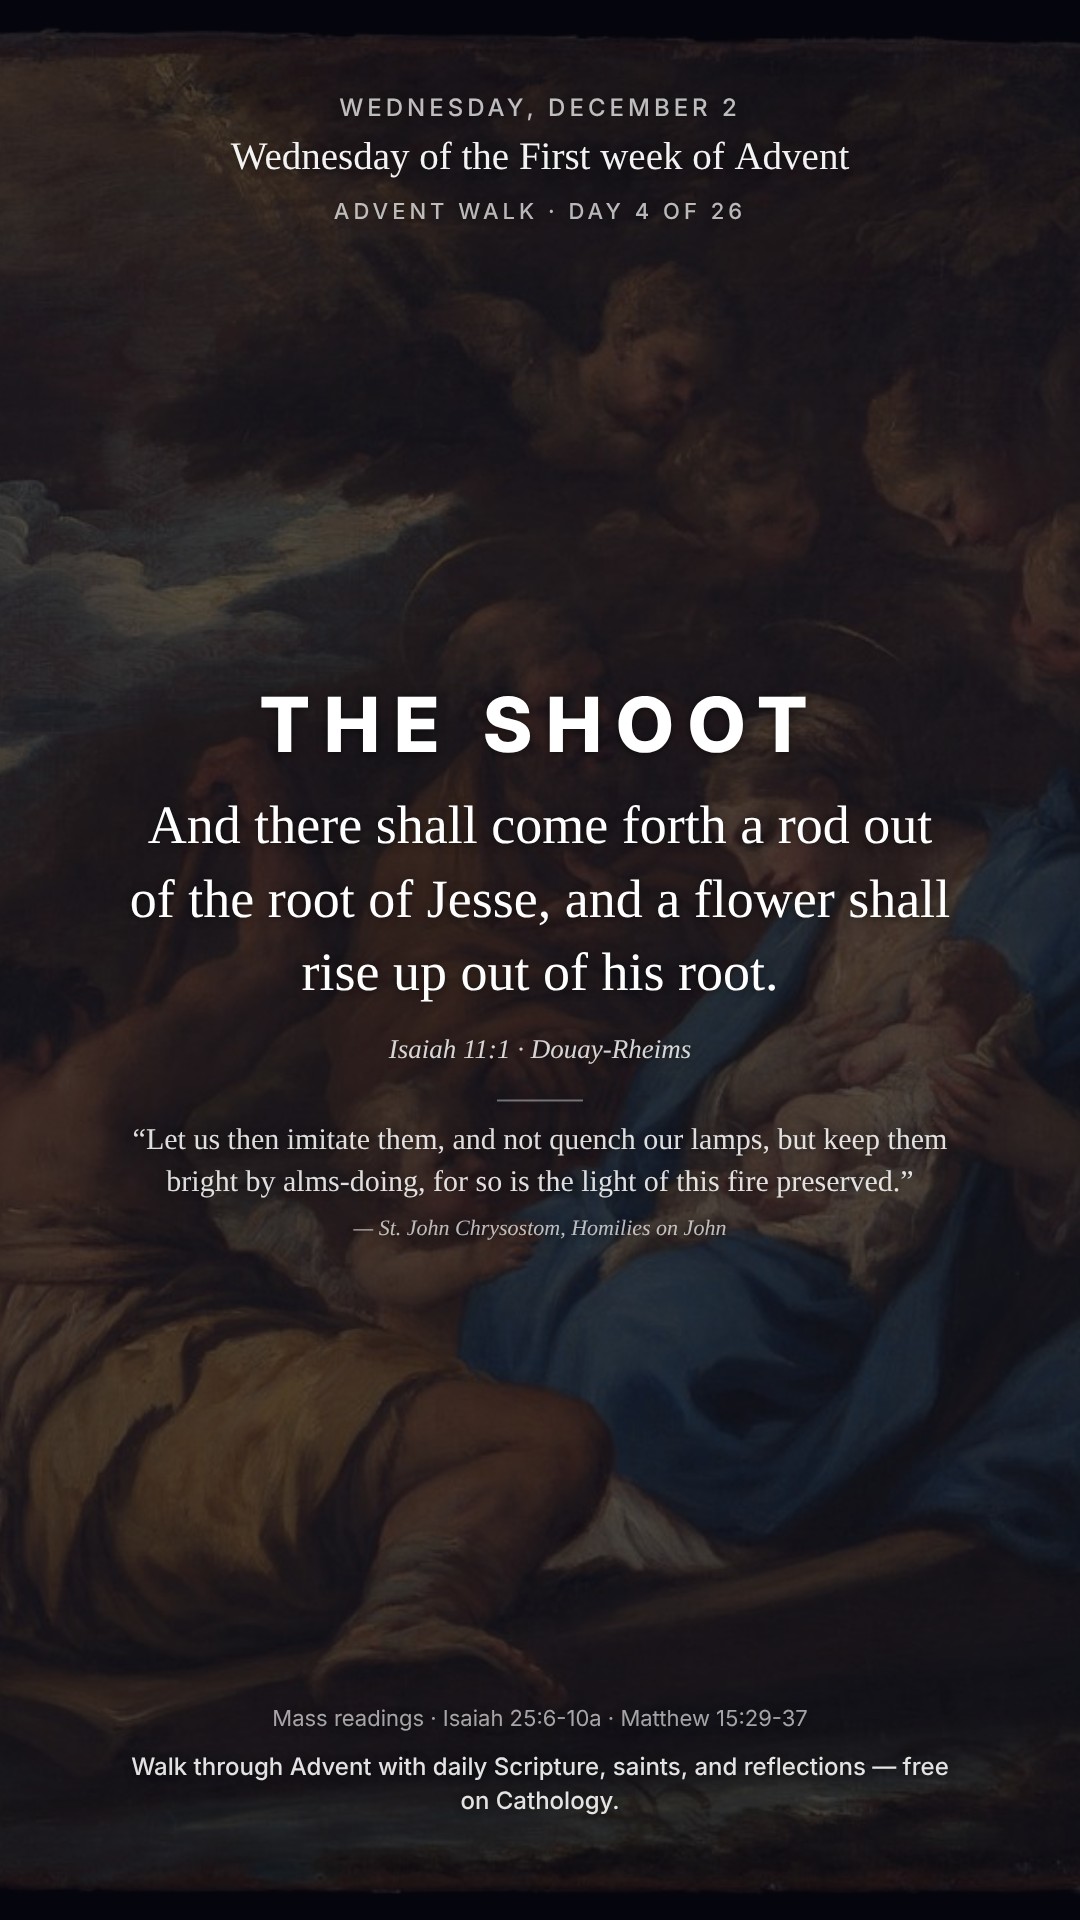 WEDNESDAY, DECEMBER 2
Wednesday of the First week of Advent
ADVENT WALK · DAY 4 OF 26
THE SHOOT
And there shall come forth a rod out
of the root of Jesse, and a flower shall
rise up out of his root.
Isaiah 11:1 · Douay-Rheims
“Let us then imitate them, and not quench our lamps, but keep them
bright by alms-doing, for so is the light of this fire preserved.”
— St. John Chrysostom, Homilies on John
Mass readings · Isaiah 25:6-10a · Matthew 15:29-37
Walk through Advent with daily Scripture, saints, and reflections — free
on Cathology.